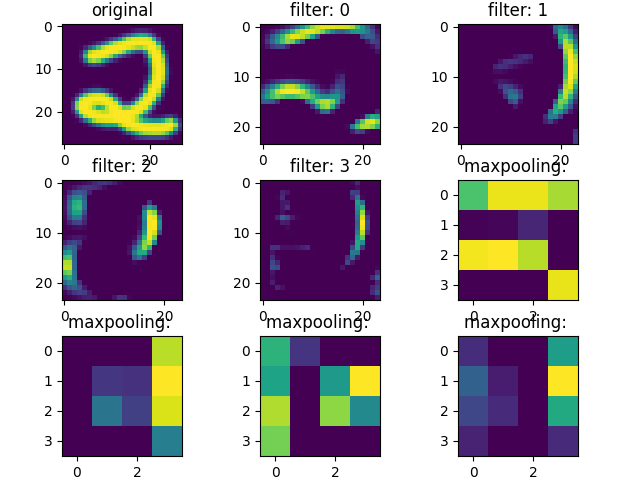 original filter: 0 filter: 1
0 0 0
10 10 10
20 20 20
0 20 0 20 0 20
filter: 2 filter: 3 maxpooling:
0 0 0
10 10 1
20 20 2
3
0 20 0 20 0 2
maxpooling: maxpooling: maxpooling:
0 0 0
1 1 1
2 2 2
3 3 3
0 2 0 2 0 2